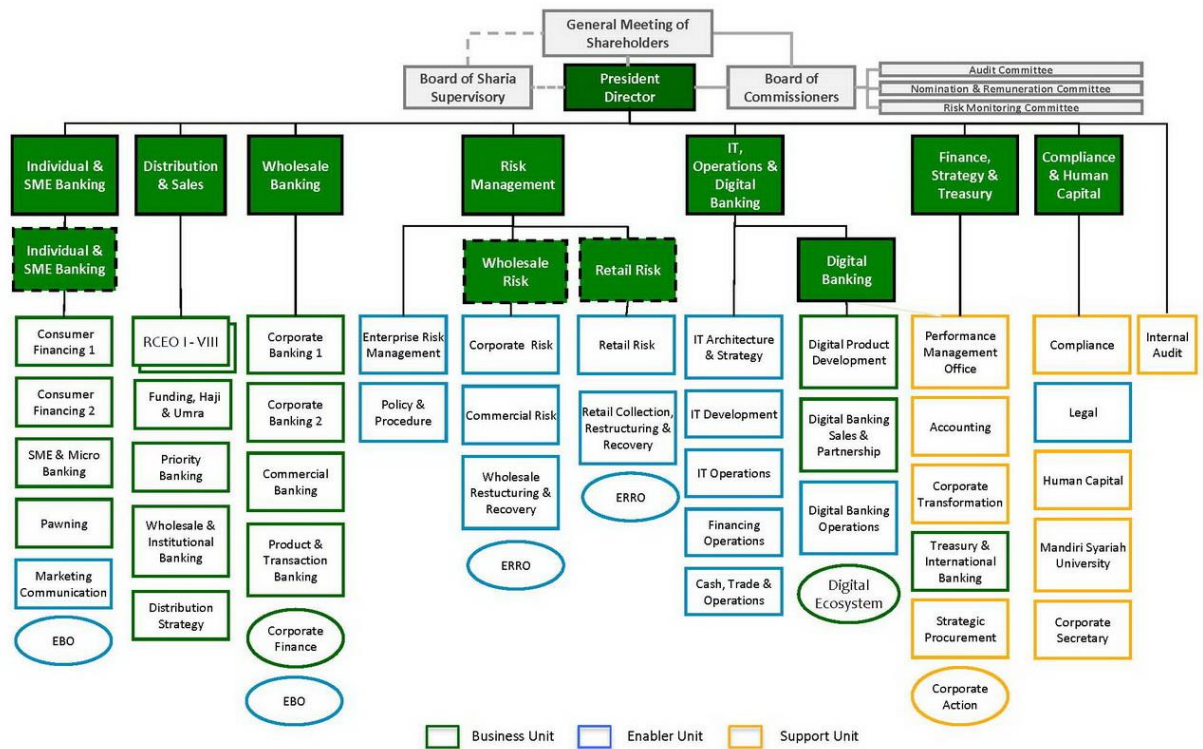 General Meeting of
Shareholders
Board of Sharia
Supervisory
President
Director
Board of
Commissioners
Audit Committee
Nomination & Remuneration Committee
Risk Monitoring Committee
Individual &
SME Banking
Distribution
& Sales
Wholesale
Banking
Risk
Management
IT,
Operations &
Digital
Banking
Finance,
Strategy &
Treasury
Compliance
& Human
Capital
Individual &
SME Banking
Wholesale
Risk
Retail Risk
Digital
Banking
Consumer
Financing 1
Consumer
Financing 2
SME & Micro
Banking
Pawning
Marketing
Communication
EBO
RCEO I - VIII
Funding, Haji
& Umra
Priority
Banking
Wholesale &
Institutional
Banking
Distribution
Strategy
Corporate
Banking 1
Corporate
Banking 2
Commercial
Banking
Product &
Transaction
Banking
Corporate
Finance
EBO
Enterprise Risk
Management
Policy &
Procedure
Corporate Risk
Commercial Risk
Wholesale
Restucturing &
Recovery
ERRO
Retail Risk
Retail Collection,
Restructuring &
Recovery
ERRO
IT Architecture
& Strategy
IT Development
IT Operations
Financing
Operations
Cash, Trade &
Operations
Digital Product
Development
Digital Banking
Sales &
Partnership
Digital Banking
Operations
Digital
Ecosystem
Performance
Management
Office
Accounting
Corporate
Transformation
Treasury &
International
Banking
Strategic
Procurement
Corporate
Action
Compliance
Legal
Human Capital
Mandiri Syariah
University
Corporate
Secretary
Internal
Audit
Business Unit
Enabler Unit
Support Unit